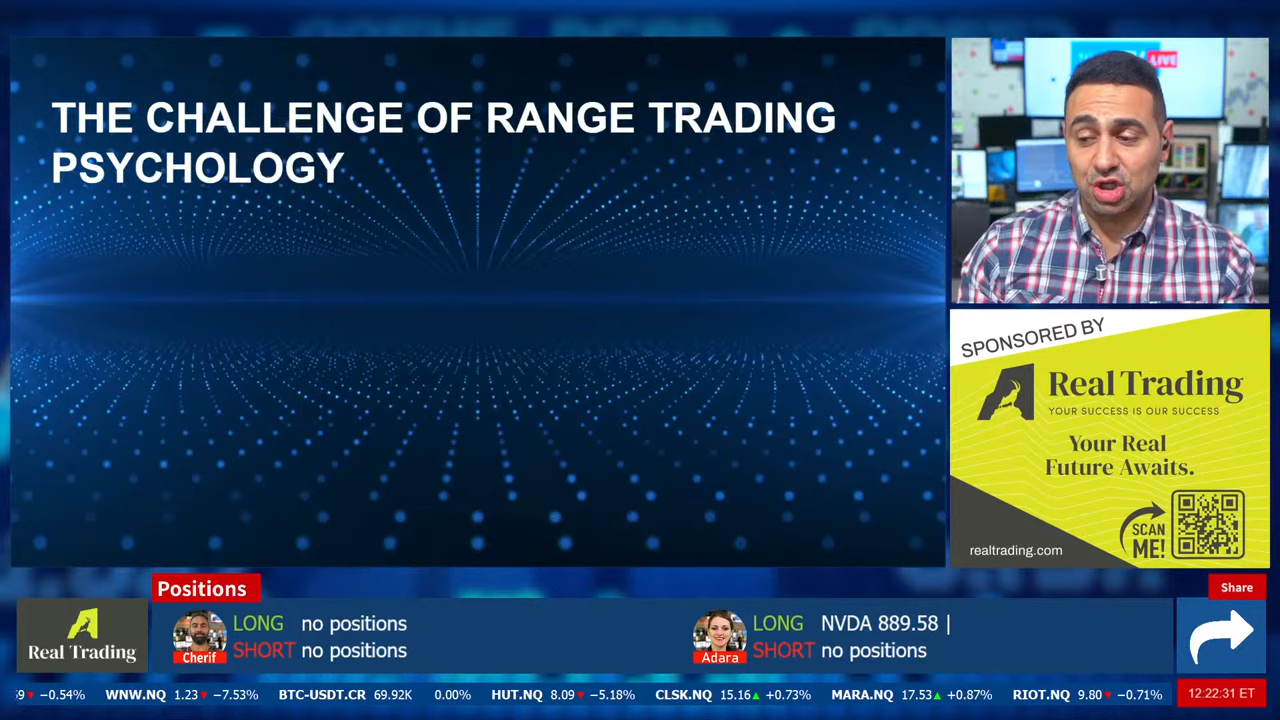 THE CHALLENGE OF RANGE TRADING
PSYCHOLOGY
LIVE
SPONSORED BY
Real Trading
YOUR SUCCESS IS OUR SUCCESS
Your Real
Future Awaits.
SCAN
ME!
realtrading.com
Positions
Share
LONG no positions
SHORT no positions
Cherif
LONG NVDA 889.58 |
SHORT no positions
Adara
Real Trading
9▼ −0.54% WNW.NQ 1.23▼ −7.53% BTC-USDT.CR 69.92K 0.00% HUT.NQ 8.09▼ −5.18% CLSK.NQ 15.16▲ +0.73% MARA.NQ 17.53▲ +0.87% RIOT.NQ 9.80▼ −0.71%
12:22:31 ET